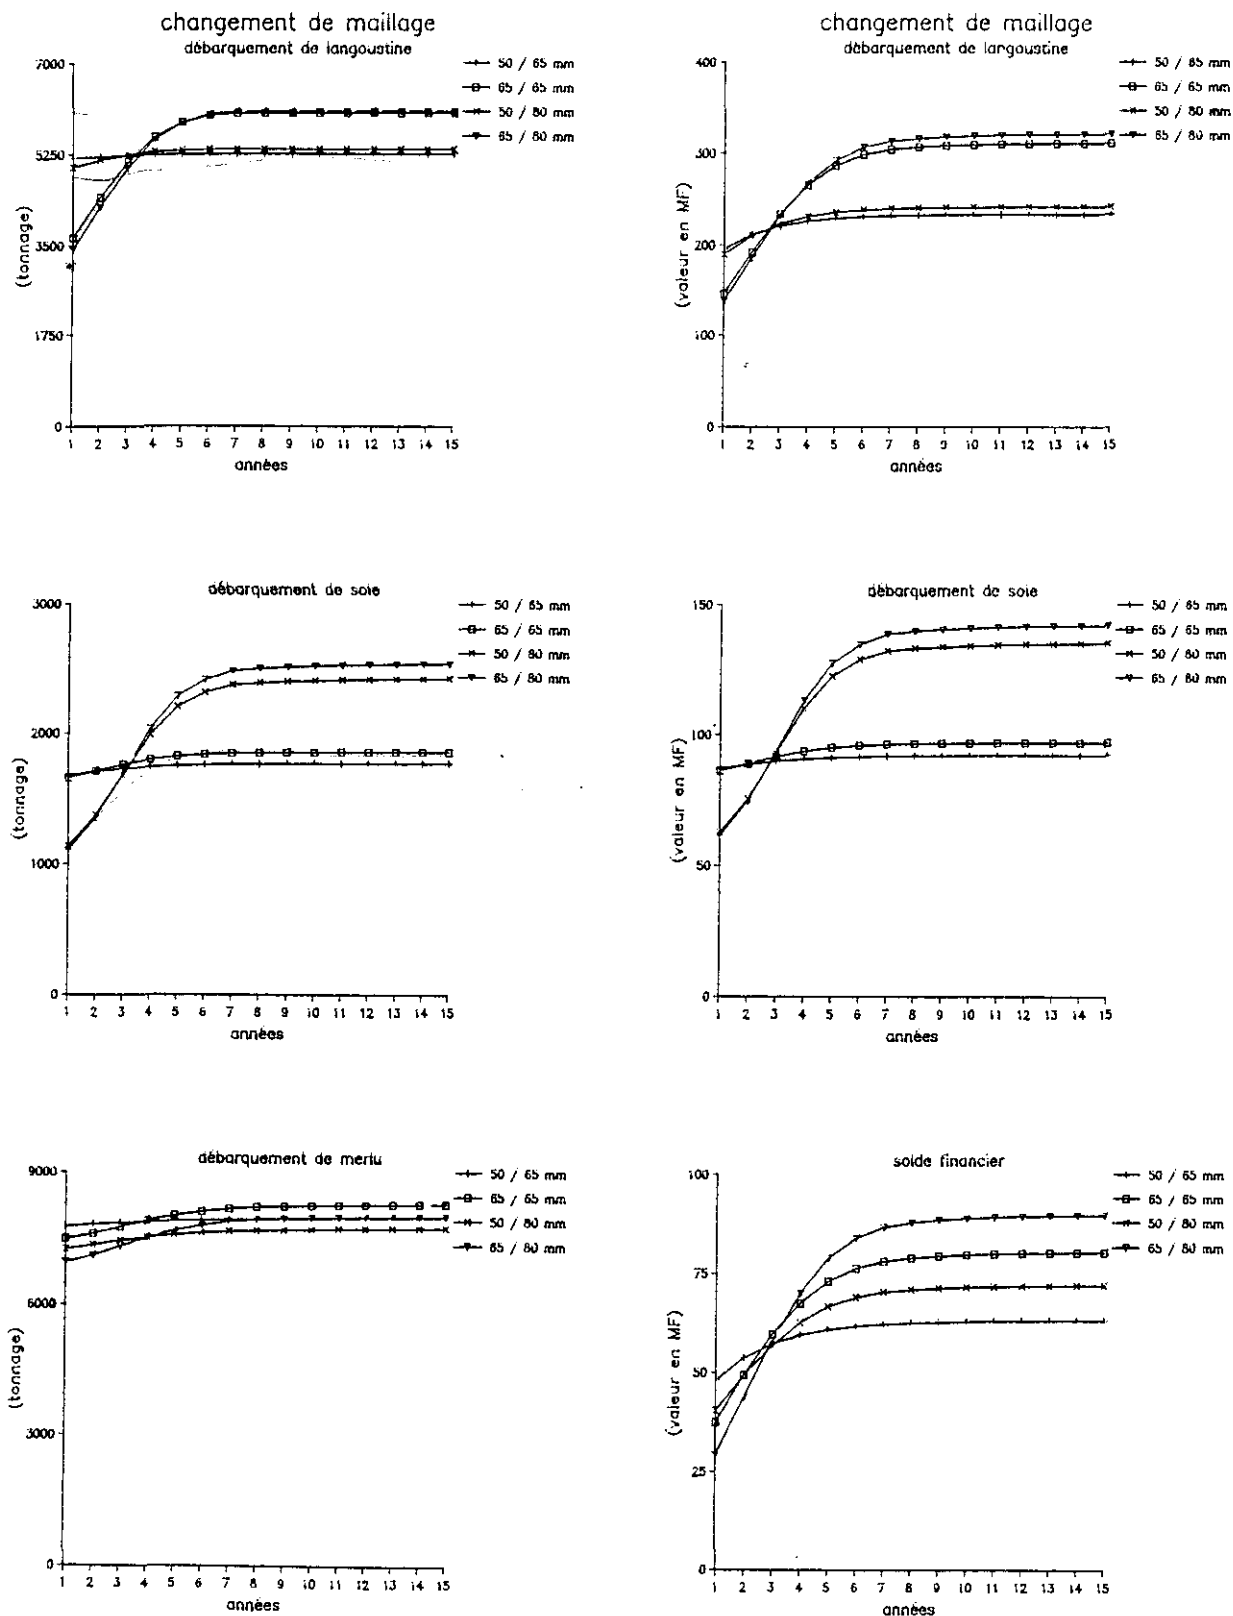 changement de maillage
débarquement de langoustine
7000
5250
3500
1750
0
(tonnage)
1 2 3 4 5 6 7 8 9 10 11 12 13 14 15
années
50 / 65 mm
65 / 65 mm
50 / 80 mm
65 / 80 mm
changement de maillage
débarquement de langoustine
400
300
200
100
0
(valeur en MF)
1 2 3 4 5 6 7 8 9 10 11 12 13 14 15
années
50 / 65 mm
65 / 65 mm
50 / 80 mm
65 / 80 mm
débarquement de sole
3000
2000
1000
0
(tonnage)
1 2 3 4 5 6 7 8 9 10 11 12 13 14 15
années
50 / 65 mm
65 / 65 mm
50 / 80 mm
65 / 80 mm
débarquement de sole
150
100
50
0
(valeur en MF)
1 2 3 4 5 6 7 8 9 10 11 12 13 14 15
années
50 / 65 mm
65 / 65 mm
50 / 80 mm
65 / 80 mm
débarquement de merlu
9000
6000
3000
0
(tonnage)
1 2 3 4 5 6 7 8 9 10 11 12 13 14 15
années
50 / 65 mm
65 / 65 mm
50 / 80 mm
65 / 80 mm
solde financier
100
75
50
25
0
(valeur en MF)
1 2 3 4 5 6 7 8 9 10 11 12 13 14 15
années
50 / 65 mm
65 / 65 mm
50 / 80 mm
65 / 80 mm